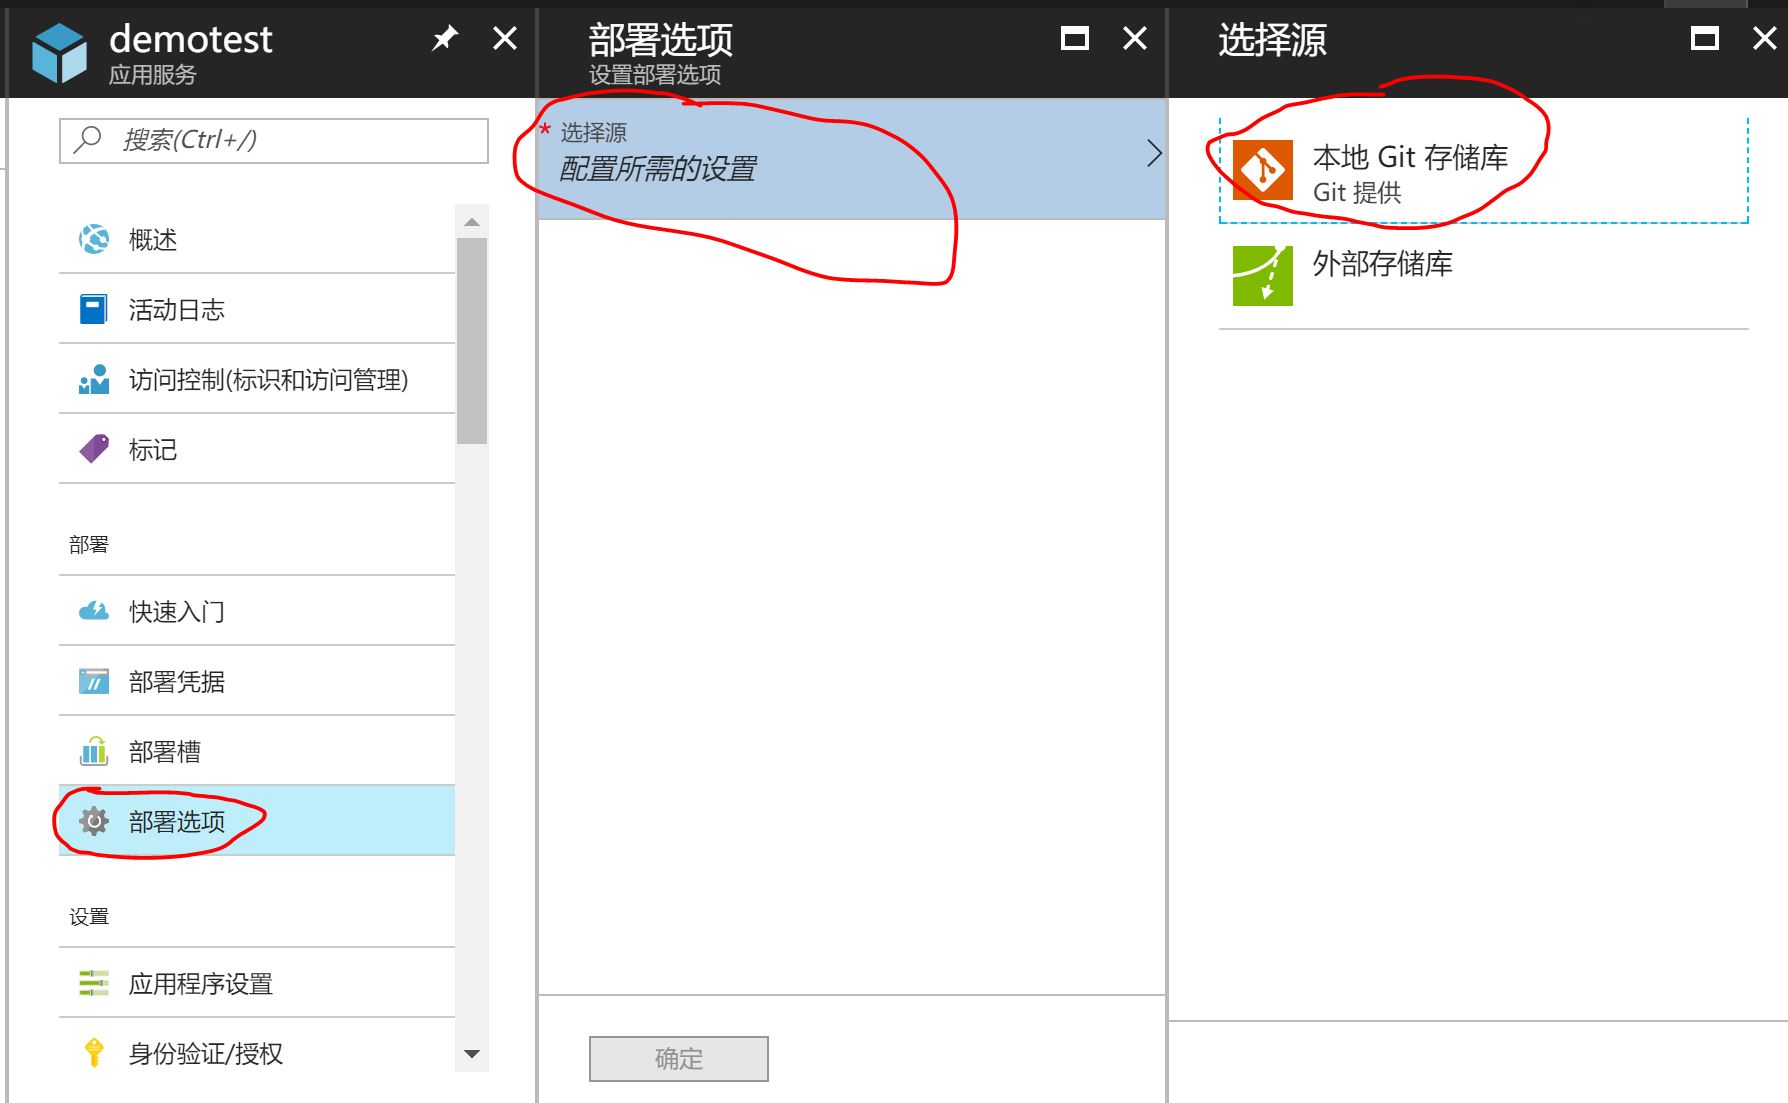 demotest
应用服务
搜索(Ctrl+/)
概述
活动日志
访问控制(标识和访问管理)
标记
部署
快速入门
部署凭据
部署槽
部署选项
设置
应用程序设置
身份验证/授权
部署选项
设置部署选项
* 选择源
配置所需的设置
确定
选择源
本地 Git 存储库
Git 提供
外部存储库